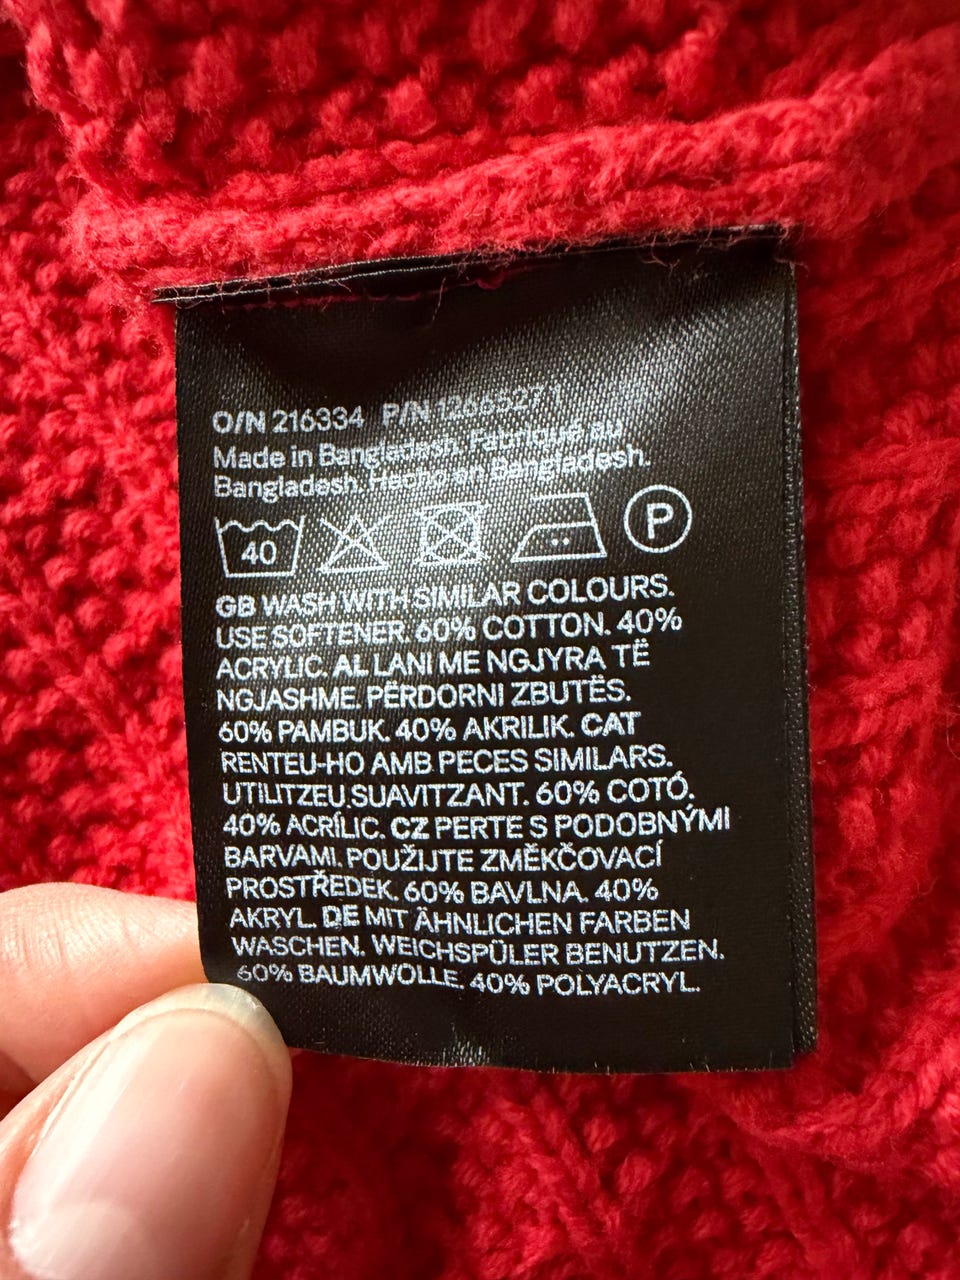 O/N 216334 P/N 1266527 1
Made in Bangladesh. Fabriqué au
Bangladesh. Hecho en Bangladesh.
40 P
GB WASH WITH SIMILAR COLOURS.
USE SOFTENER. 60% COTTON. 40%
ACRYLIC. AL LANI ME NGJYRA TË
NGJASHME. PËRDORNI ZBUTËS.
60% PAMBUK. 40% AKRILIK. CAT
RENTEU-HO AMB PECES SIMILARS.
UTILITZEU SUAVITZANT. 60% COTÓ.
40% ACRÍLIC. CZ PERTE S PODOBNÝMI
BARVAMI. POUŽIJTE ZMĚKČOVACÍ
PROSTŘEDEK. 60% BAVLNA. 40%
AKRYL. DE MIT ÄHNLICHEN FARBEN
WASCHEN. WEICHSPÜLER BENUTZEN.
60% BAUMWOLLE. 40% POLYACRYL.